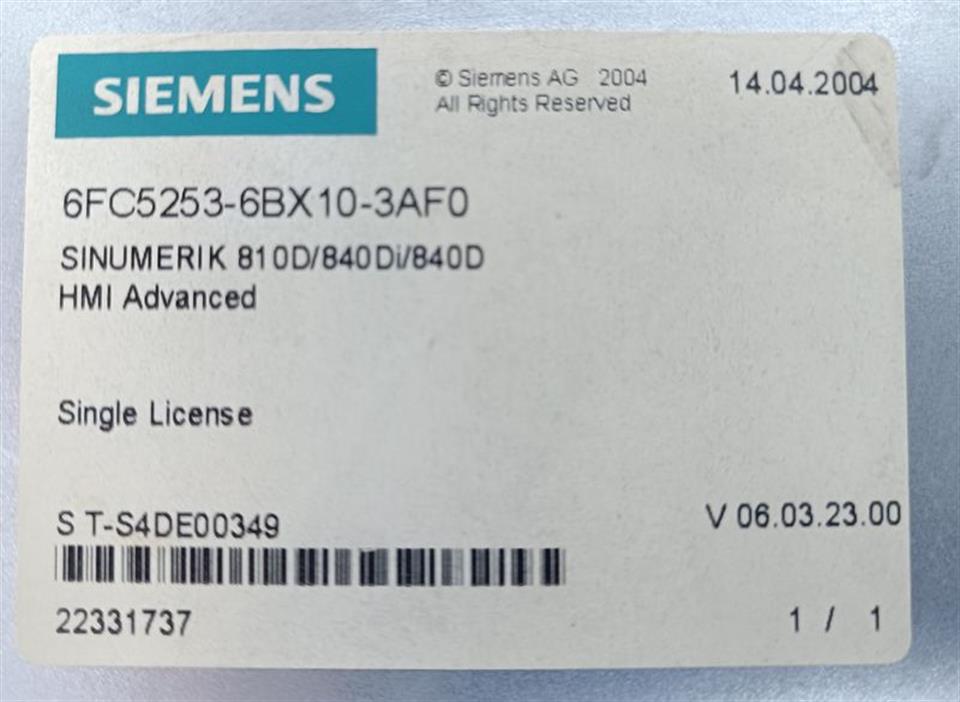 SIEMENS
© Siemens AG 2004
All Rights Reserved
14.04.2004
6FC5253-6BX10-3AF0
SINUMERIK 810D/840Di/840D
HMI Advanced
Single License
S T-S4DE00349
V 06.03.23.00
22331737
1 / 1